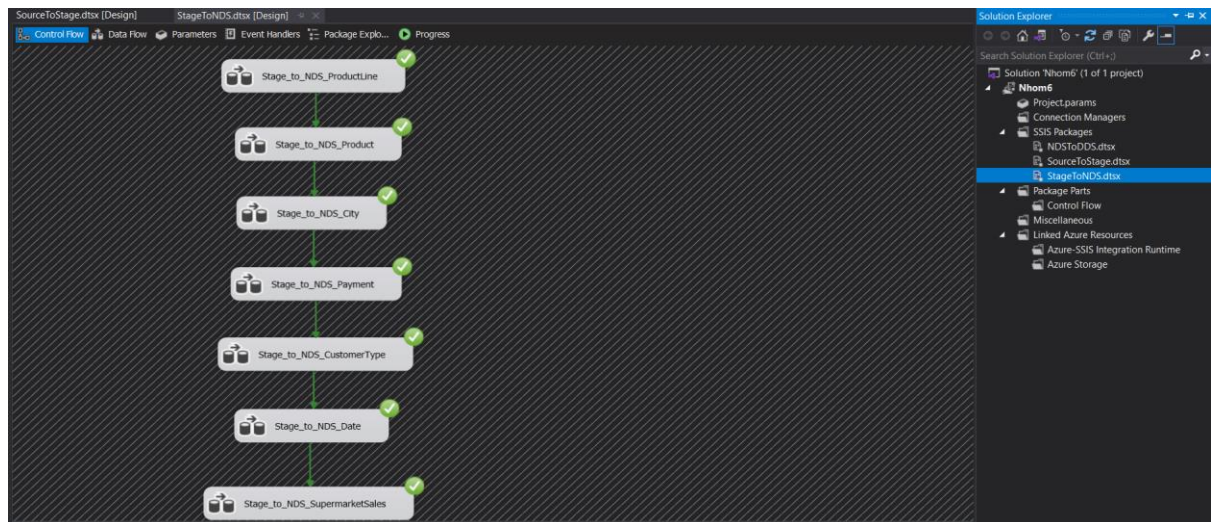 SourceToStage.dtsx [Design]
StageToNDS.dtsx [Design]
Control Flow
Data Flow
Parameters
Event Handlers
Package Explo...
Progress
Stage_to_NDS_ProductLine
Stage_to_NDS_Product
Stage_to_NDS_City
Stage_to_NDS_Payment
Stage_to_NDS_CustomerType
Stage_to_NDS_Date
Stage_to_NDS_SupermarketSales
Solution Explorer
Search Solution Explorer (Ctrl+;)
Solution 'Nhom6' (1 of 1 project)
Nhom6
Project.params
Connection Managers
SSIS Packages
NDSToDDS.dtsx
SourceToStage.dtsx
StageToNDS.dtsx
Package Parts
Control Flow
Miscellaneous
Linked Azure Resources
Azure-SSIS Integration Runtime
Azure Storage